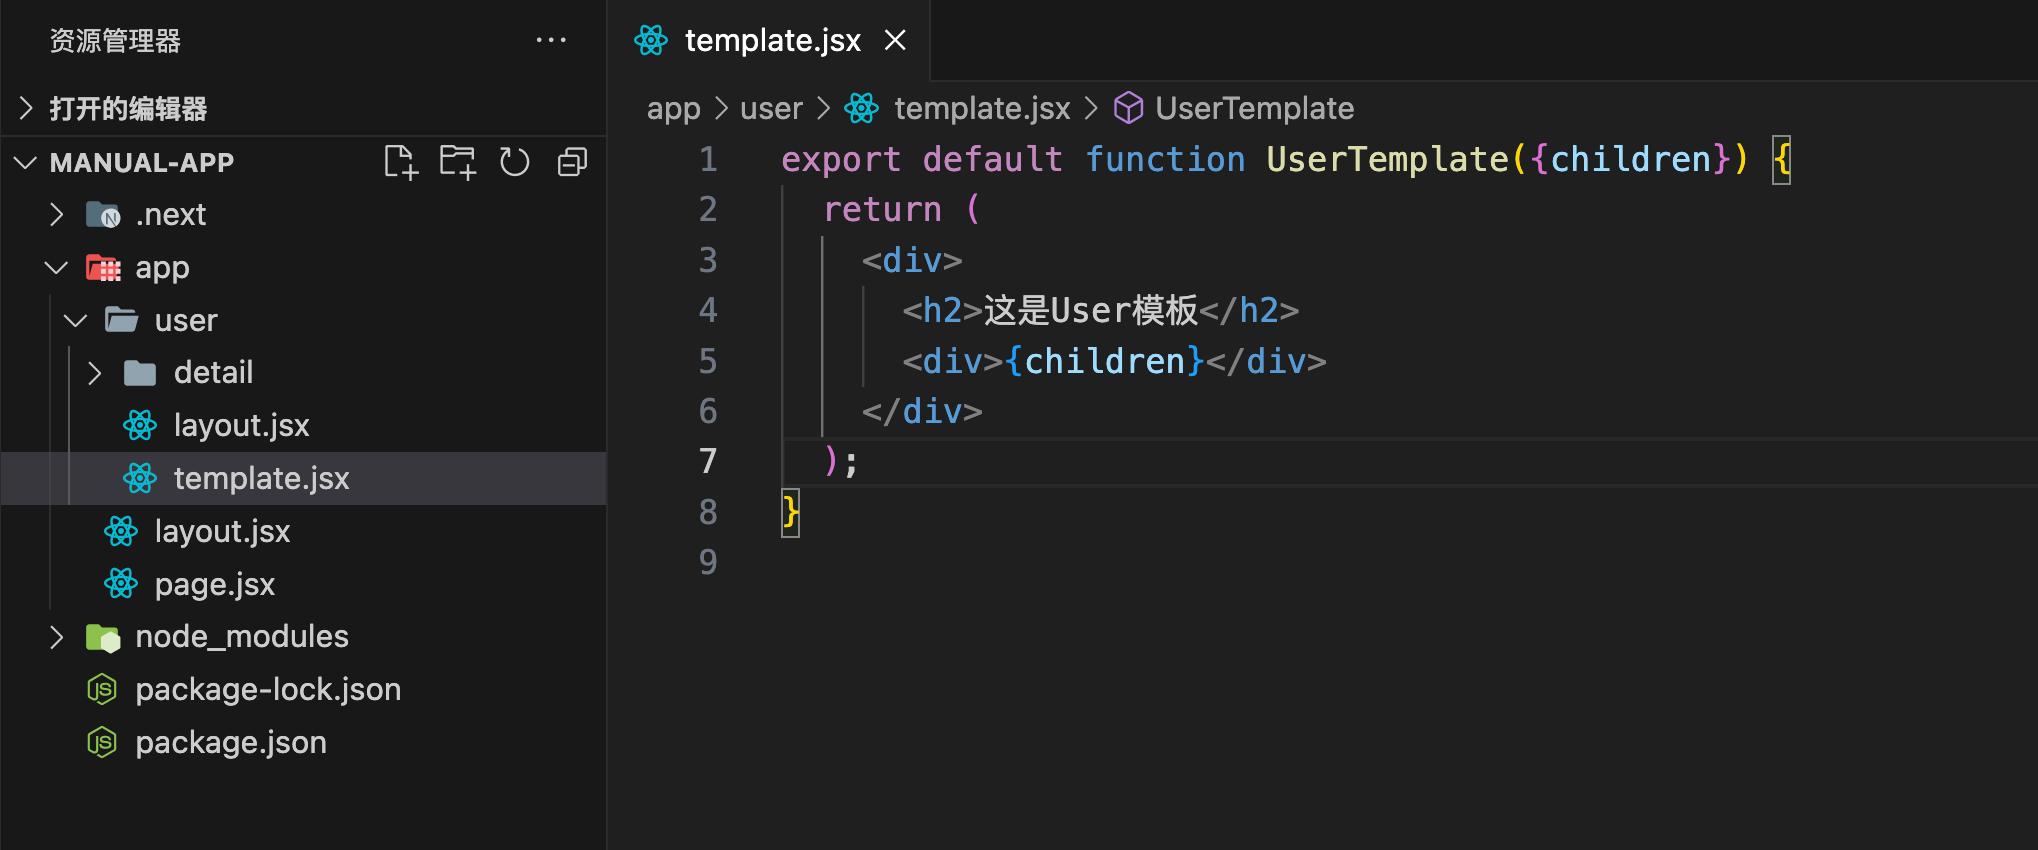 资源管理器
打开的编辑器
MANUAL-APP
.next
app
user
detail
layout.jsx
template.jsx
layout.jsx
page.jsx
node_modules
package-lock.json
package.json
template.jsx
app > user > template.jsx > UserTemplate
1 export default function UserTemplate({children}) {
2   return (
3     <div>
4       <h2>这是User模板</h2>
5       <div>{children}</div>
6     </div>
7   );
8 }
9